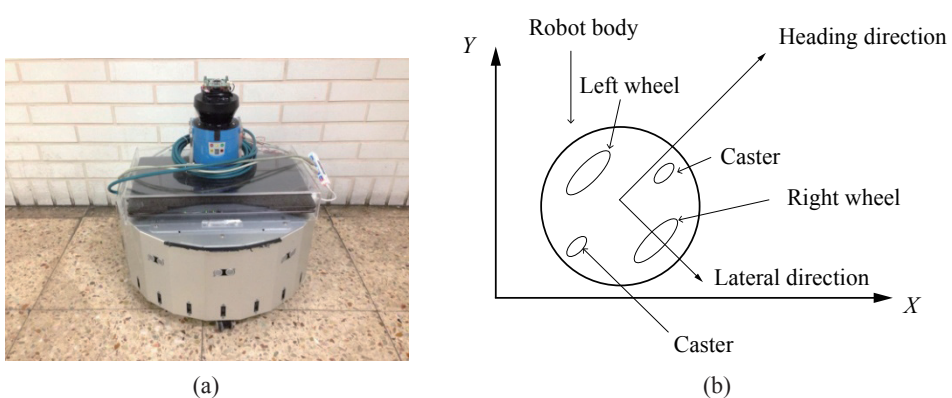 Robot body
Y
Heading direction
Left wheel
Caster
Right wheel
Lateral direction
X
Caster
(a)
(b)